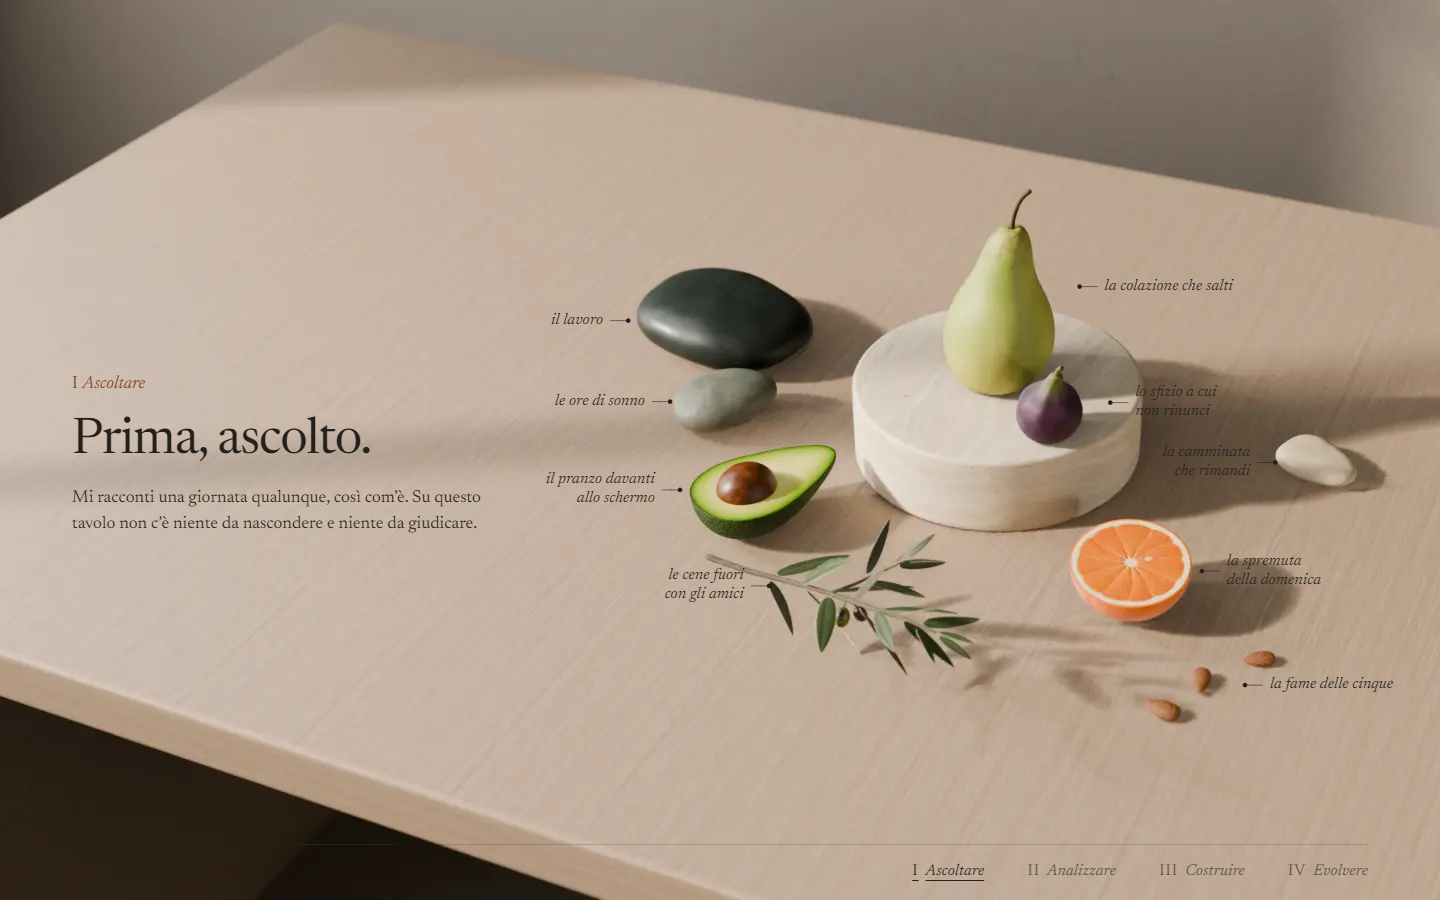 la colazione che salti
il lavoro
I Ascoltare
Prima, ascolto.
Mi racconti una giornata qualunque, così com’è. Su questo
tavolo non c’è niente da nascondere e niente da giudicare.
le ore di sonno
lo sfizio a cui
non rinunci
la camminata
che rimandi
il pranzo davanti
allo schermo
la spremuta
della domenica
le cene fuori
con gli amici
la fame delle cinque
I Ascoltare
II Analizzare
III Costruire
IV Evolvere